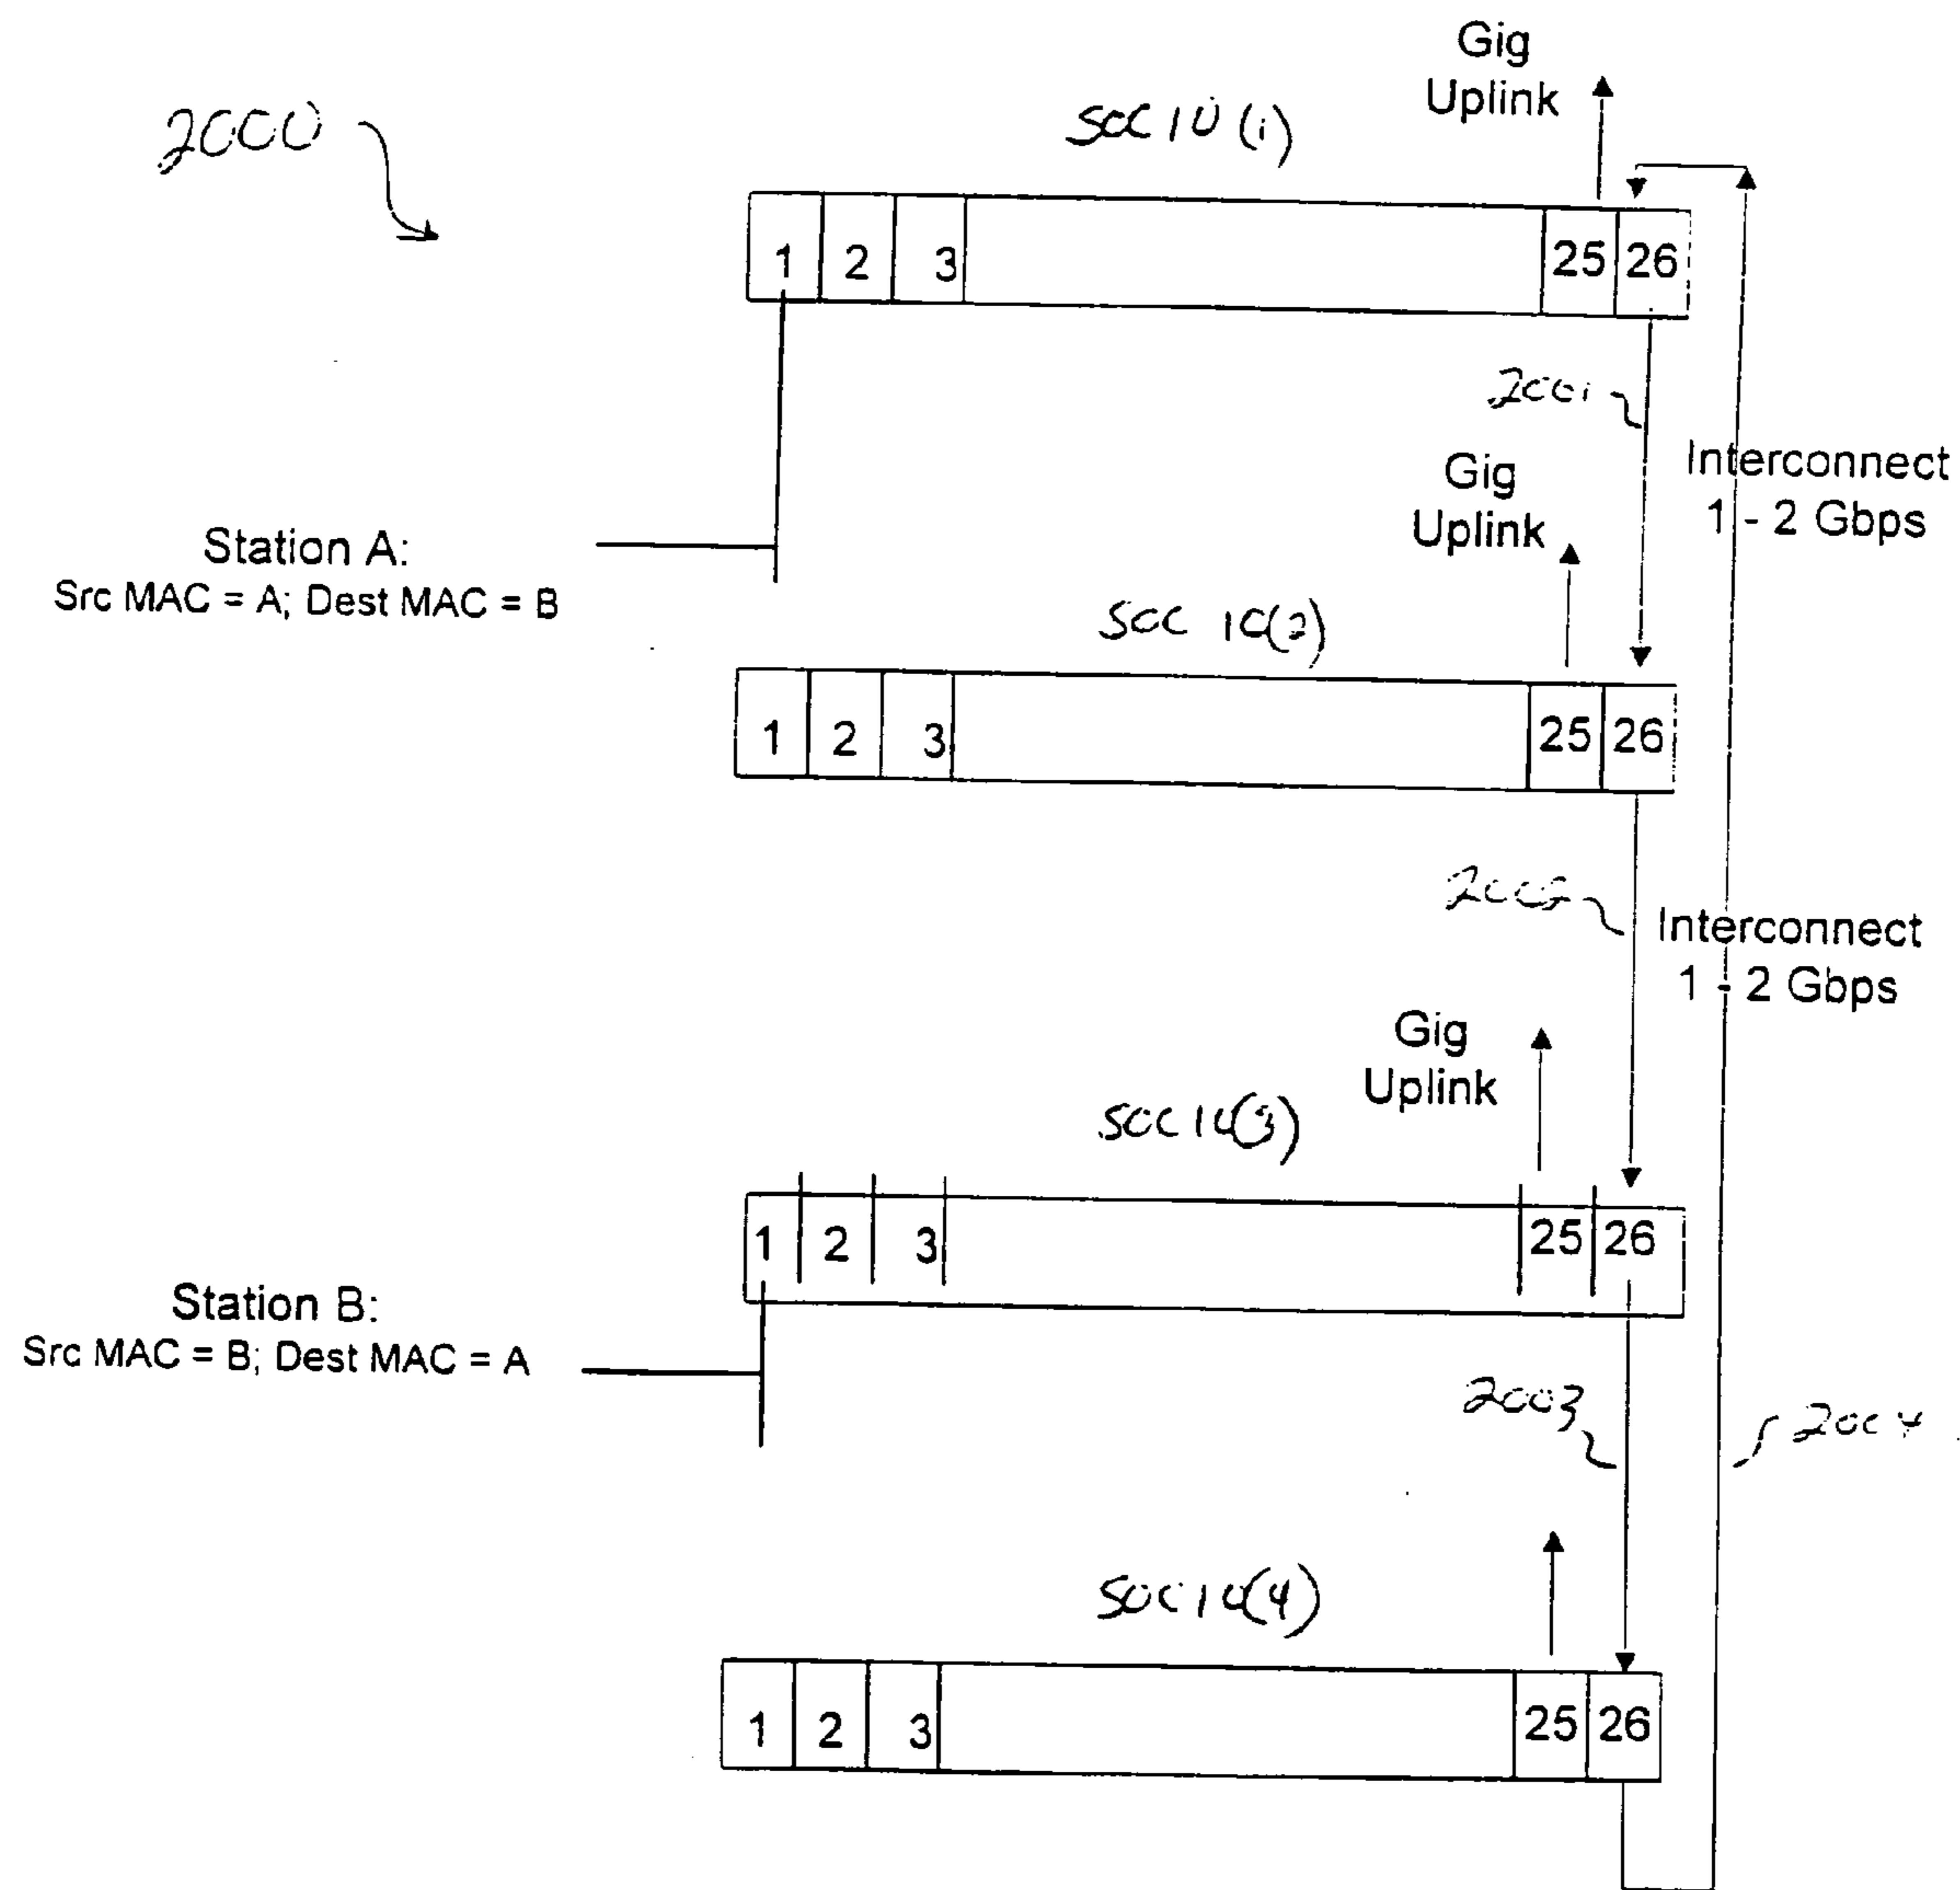 Gig
Uplink
2000
SOC 10 (1)
1 2 3 25 26
2001
Interconnect
1 - 2 Gbps
Gig
Uplink
Station A:
Src MAC = A; Dest MAC = B
SOC 10(2)
1 2 3 25 26
2002
Interconnect
1 - 2 Gbps
Gig
Uplink
SOC 10(3)
1 2 3 25 26
Station B:
Src MAC = B; Dest MAC = A
2003
2004
SOC 10(4)
1 2 3 25 26